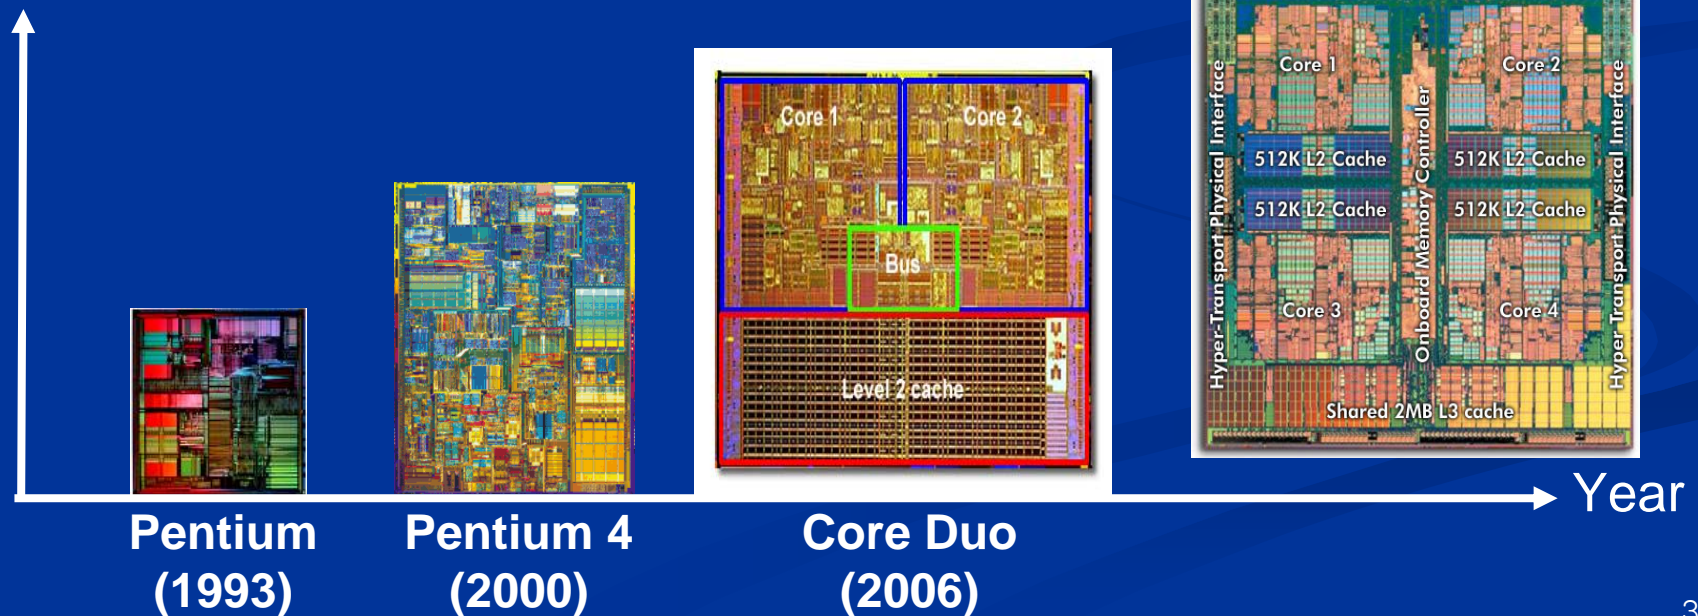 Core 1
Core 2
Bus
Level 2 cache
Core 1
Core 2
512K L2 Cache
512K L2 Cache
512K L2 Cache
512K L2 Cache
Core 3
Core 4
Hyper-Transport Physical Interface
Onboard Memory Controller
Hyper Transport Physical Interface
Shared 2MB L3 cache
Year
Pentium
(1993)
Pentium 4
(2000)
Core Duo
(2006)
3